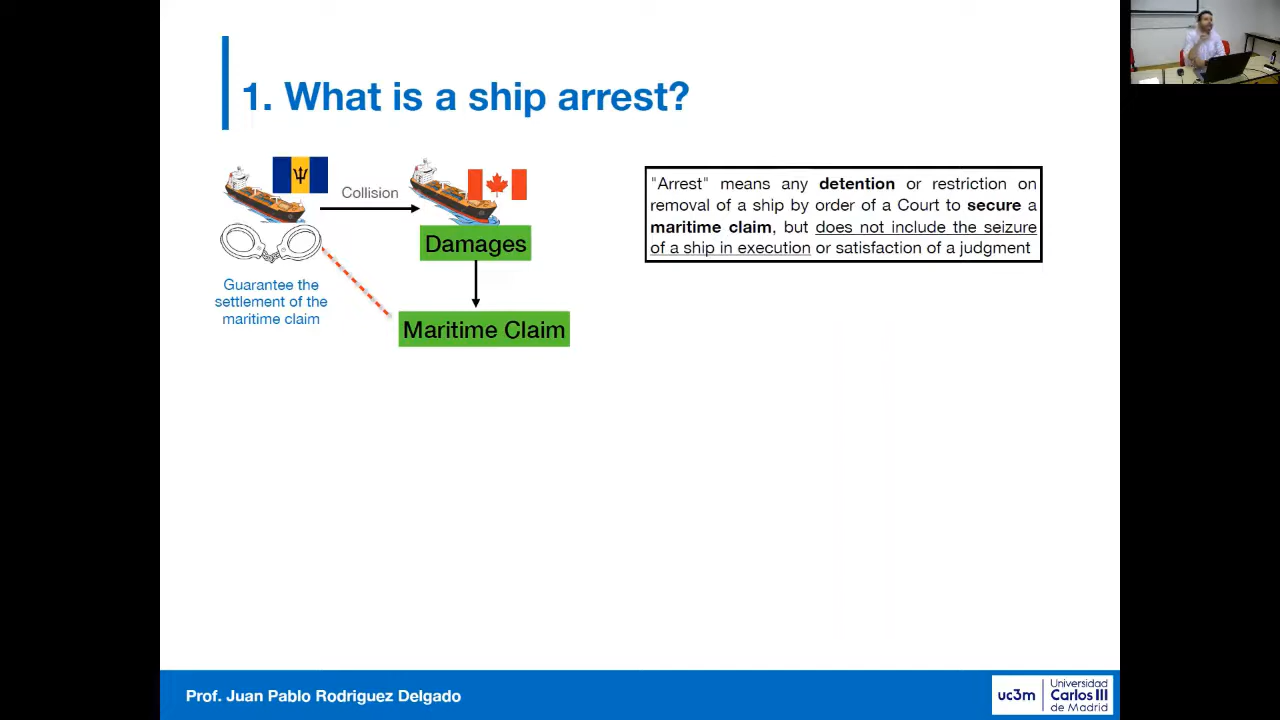 1. What is a ship arrest?
Collision
Damages
Guarantee the
settlement of the
maritime claim
Maritime Claim
"Arrest" means any detention or restriction on
removal of a ship by order of a Court to secure a
maritime claim, but does not include the seizure
of a ship in execution or satisfaction of a judgment
Prof. Juan Pablo Rodriguez Delgado
uc3m
Universidad
Carlos III
de Madrid